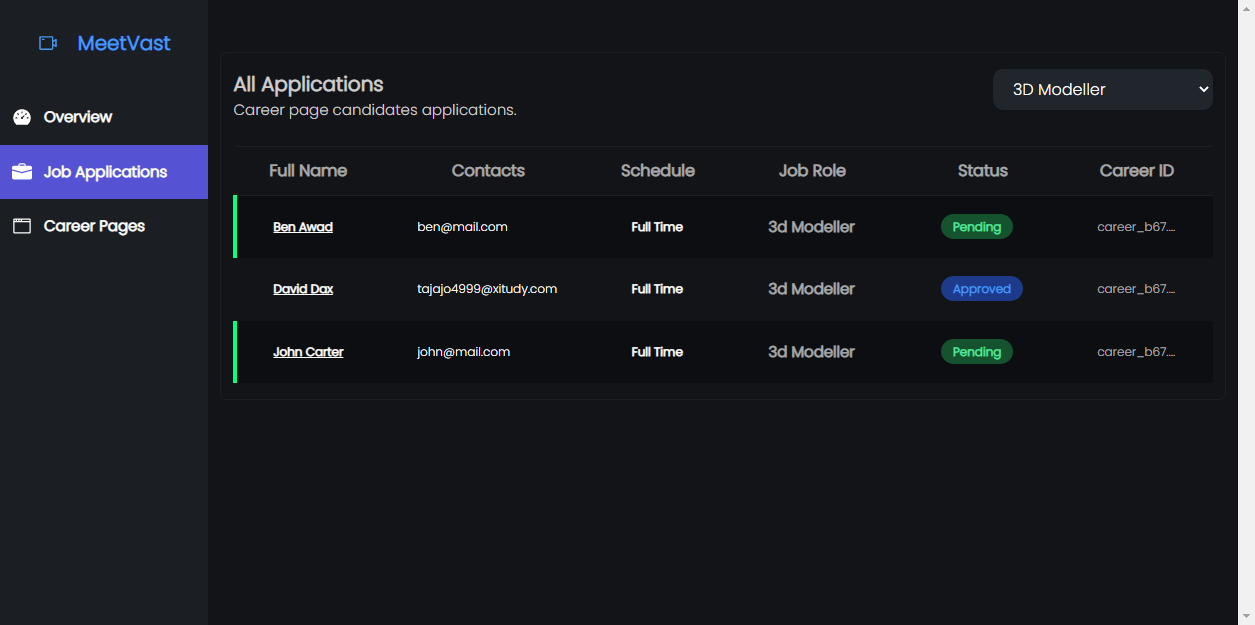 MeetVast
Overview
Job Applications
Career Pages
All Applications
Career page candidates applications.
3D Modeller
Full Name Contacts Schedule Job Role Status Career ID
Ben Awad ben@mail.com Full Time 3d Modeller Pending career_b67....
David Dax tajajo4999@xitudy.com Full Time 3d Modeller Approved career_b67....
John Carter john@mail.com Full Time 3d Modeller Pending career_b67....